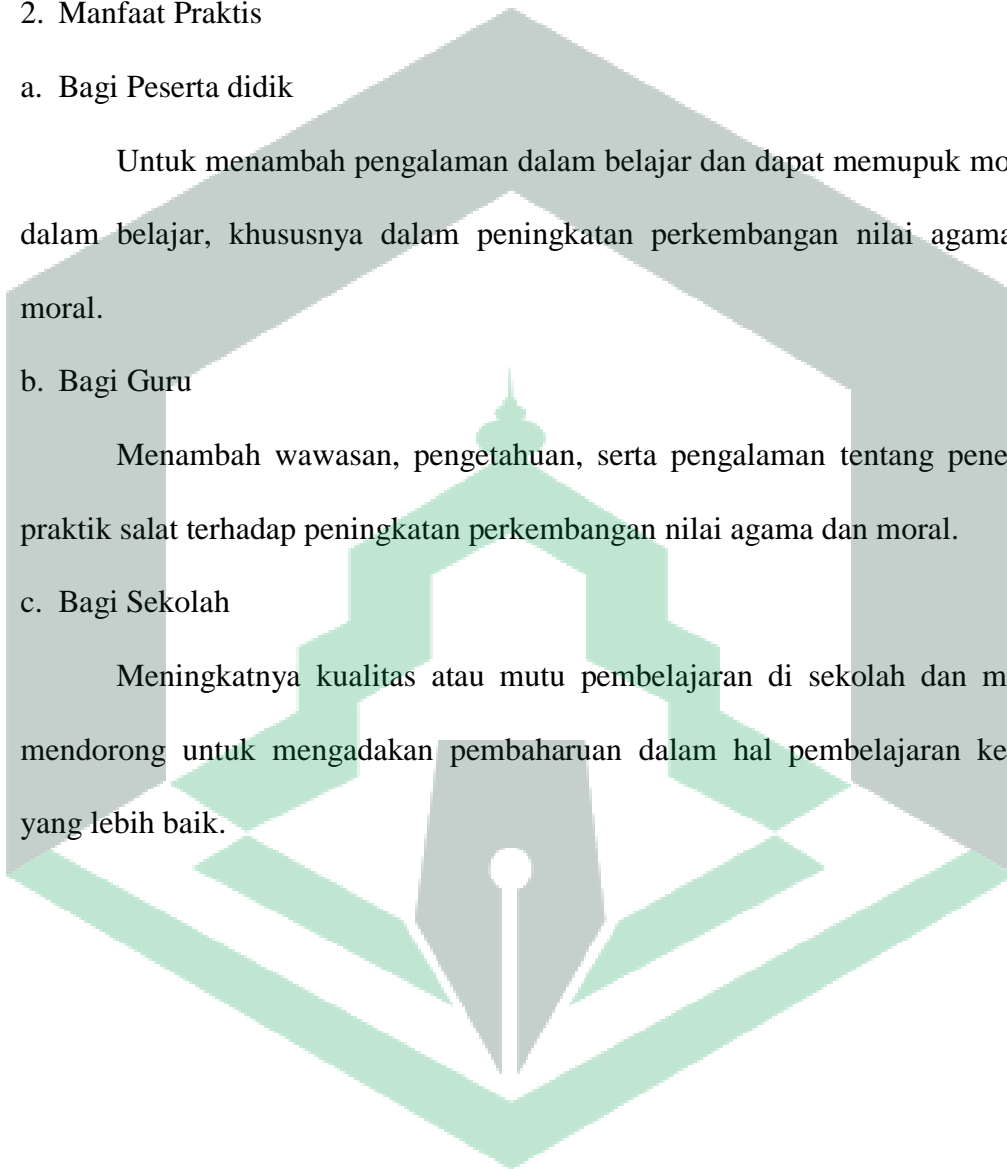 2. Manfaat Praktis
a. Bagi Peserta didik
Untuk menambah pengalaman dalam belajar dan dapat memupuk
dalam belajar, khususnya dalam peningkatan perkembangan nilai agama
moral.
b. Bagi Guru
Menambah wawasan, pengetahuan, serta pengalaman tentang
praktik salat terhadap peningkatan perkembangan nilai agama dan moral.
c. Bagi Sekolah
Meningkatnya kualitas atau mutu pembelajaran di sekolah dan
mendorong untuk mengadakan pembaharuan dalam hal pembelajaran
yang lebih baik.